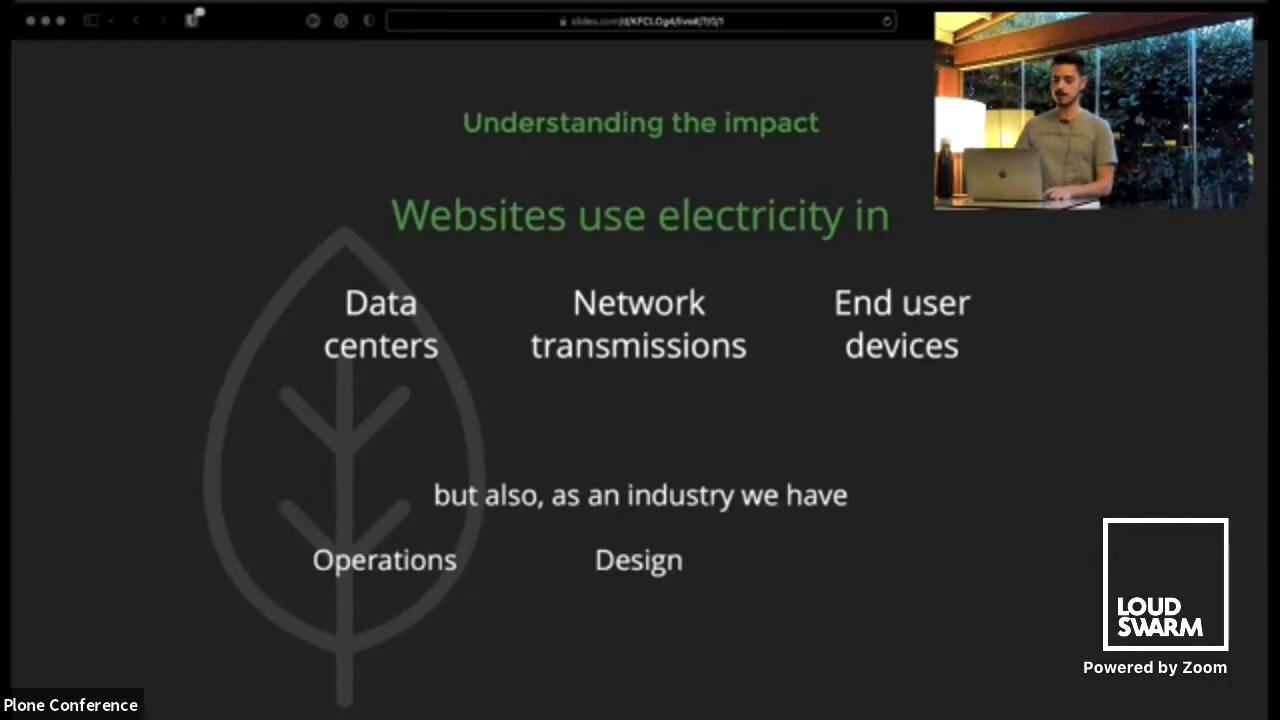 Understanding the impact
Websites use electricity in
Data
centers
Network
transmissions
End user
devices
but also, as an industry we have
Operations
Design
LOUD
SWARM
Powered by Zoom
Plone Conference